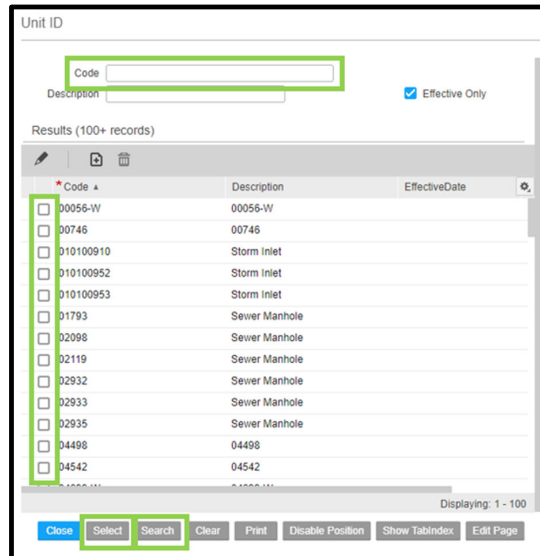 Unit ID
Code
Description
Effective Only
Results (100+ records)
* Code Description EffectiveDate
00056-W 00056-W
00746 00746
010100910 Storm Inlet
010100952 Storm Inlet
010100953 Storm Inlet
01793 Sewer Manhole
02098 Sewer Manhole
02119 Sewer Manhole
02932 Sewer Manhole
02933 Sewer Manhole
02935 Sewer Manhole
04498 04498
04542 04542
Displaying: 1 - 100
Close Select Search Clear Print Disable Position Show TabIndex Edit Page